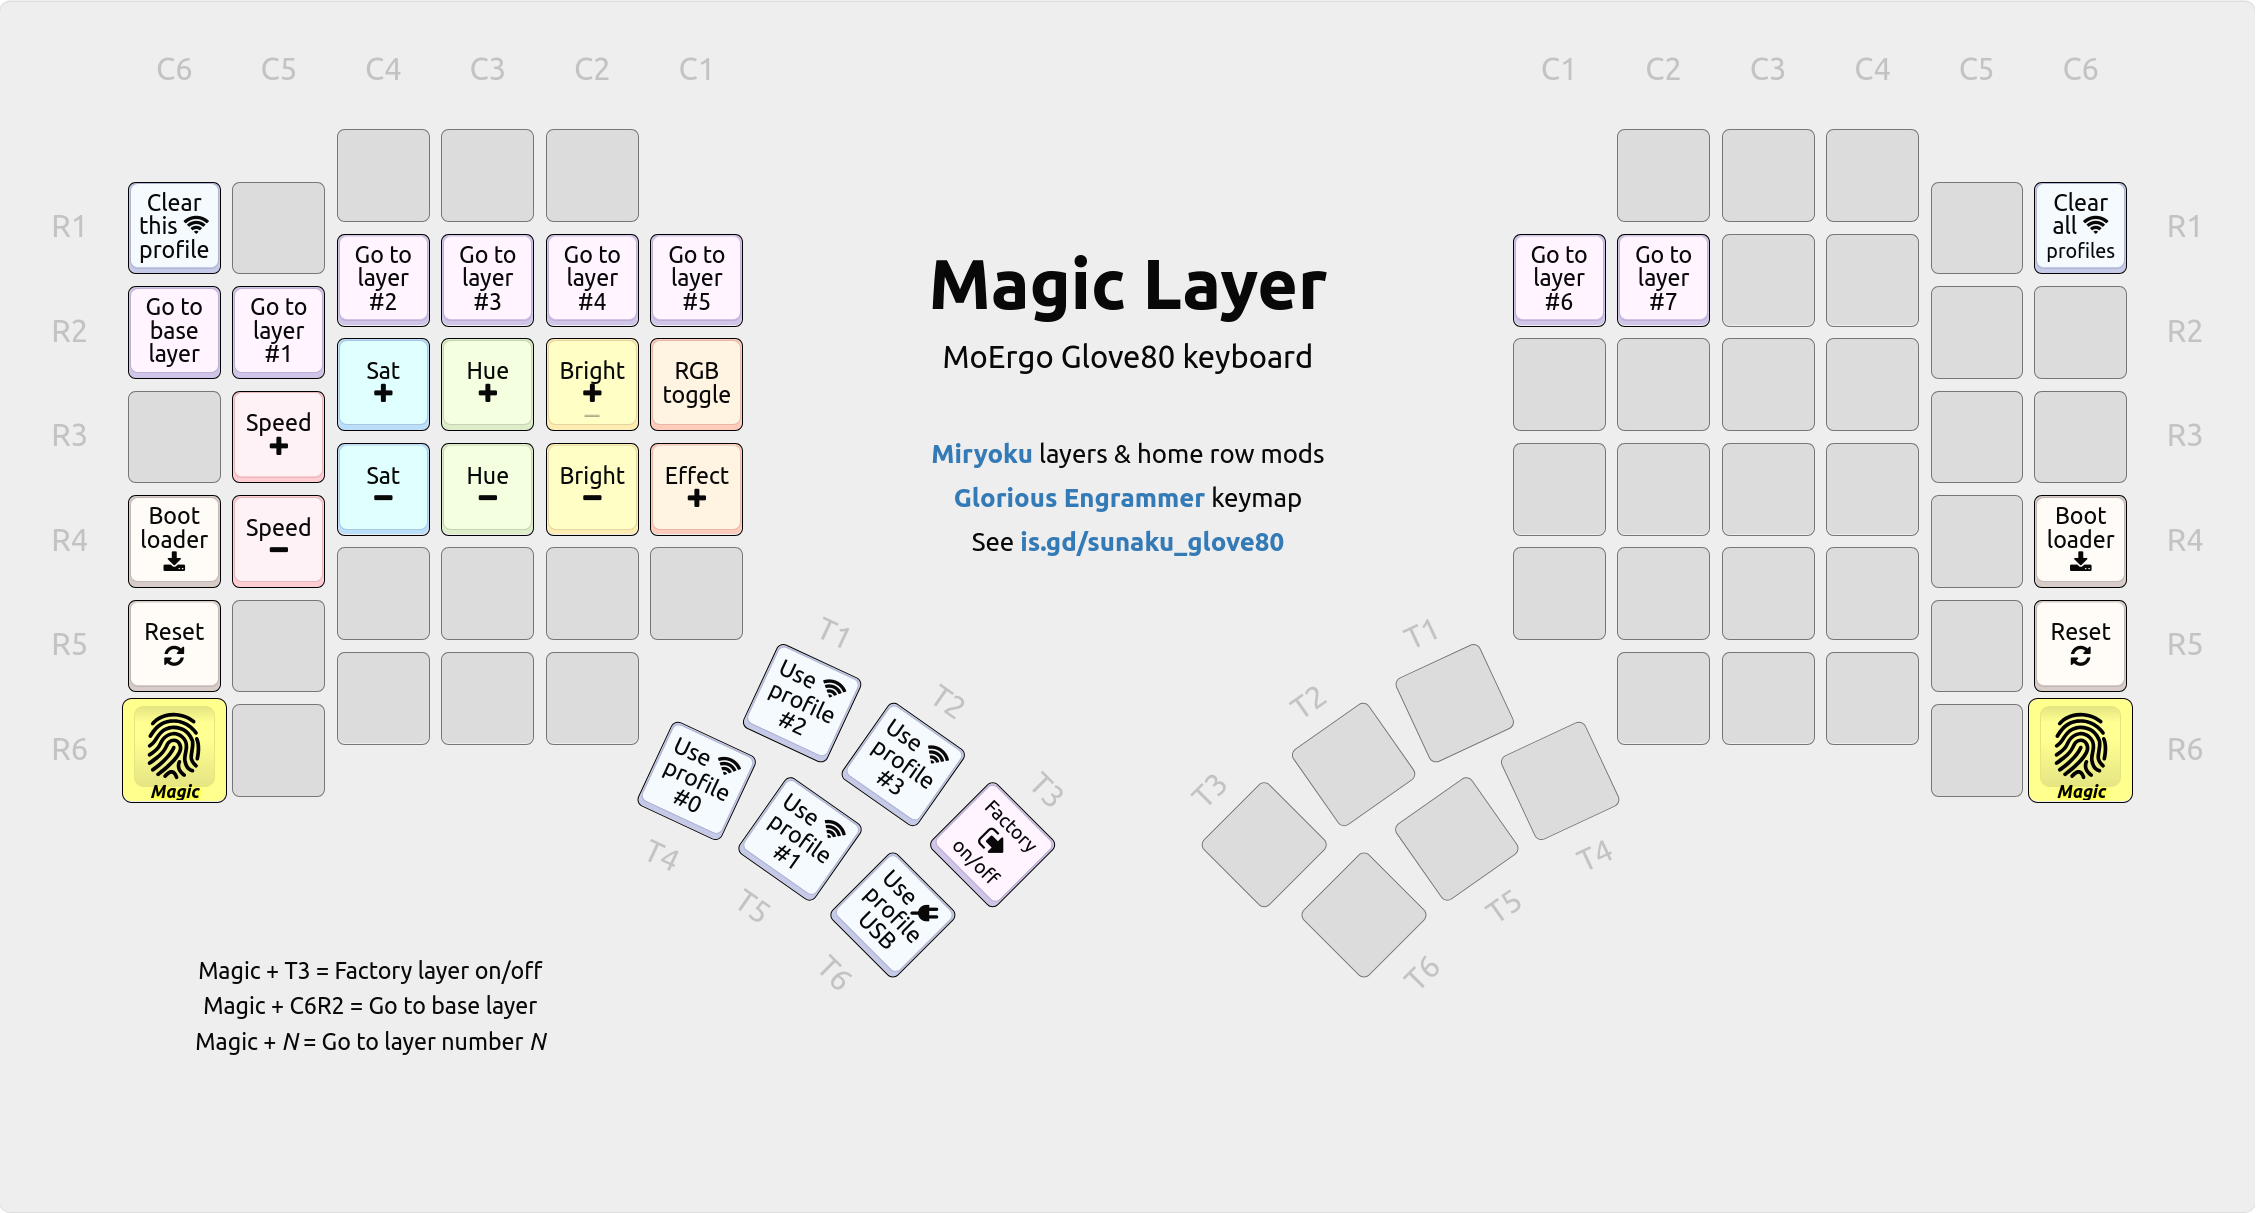 C6 C5 C4 C3 C2 C1 C1 C2 C3 C4 C5 C6
R1
Clear
this
profile
Clear
all
profiles
R1
Go to
layer
#2
Go to
layer
#3
Go to
layer
#4
Go to
layer
#5
Go to
layer
#6
Go to
layer
#7
R2
Go to
base
layer
Go to
layer
#1
R2
Magic Layer
MoErgo Glove80 keyboard
Miryoku layers & home row mods
Glorious Engrammer keymap
See is.gd/sunaku_glove80
Sat
+
Hue
+
Bright
+
_
RGB
toggle
R3
Speed
+
R3
Sat
-
Hue
-
Bright
-
Effect
+
R4
Boot
loader
Speed
-
Boot
loader
R4
R5
Reset
Reset
R5
R6
Magic
Magic
R6
T1
Use
profile
#2
T2
Use
profile
#3
T3
Factory
on/off
Use
profile
#0
T4
Use
profile
#1
T5
Use
profile
USB
T6
T1
T2
T3
T4
T5
T6
Magic + T3 = Factory layer on/off
Magic + C6R2 = Go to base layer
Magic + N = Go to layer number N